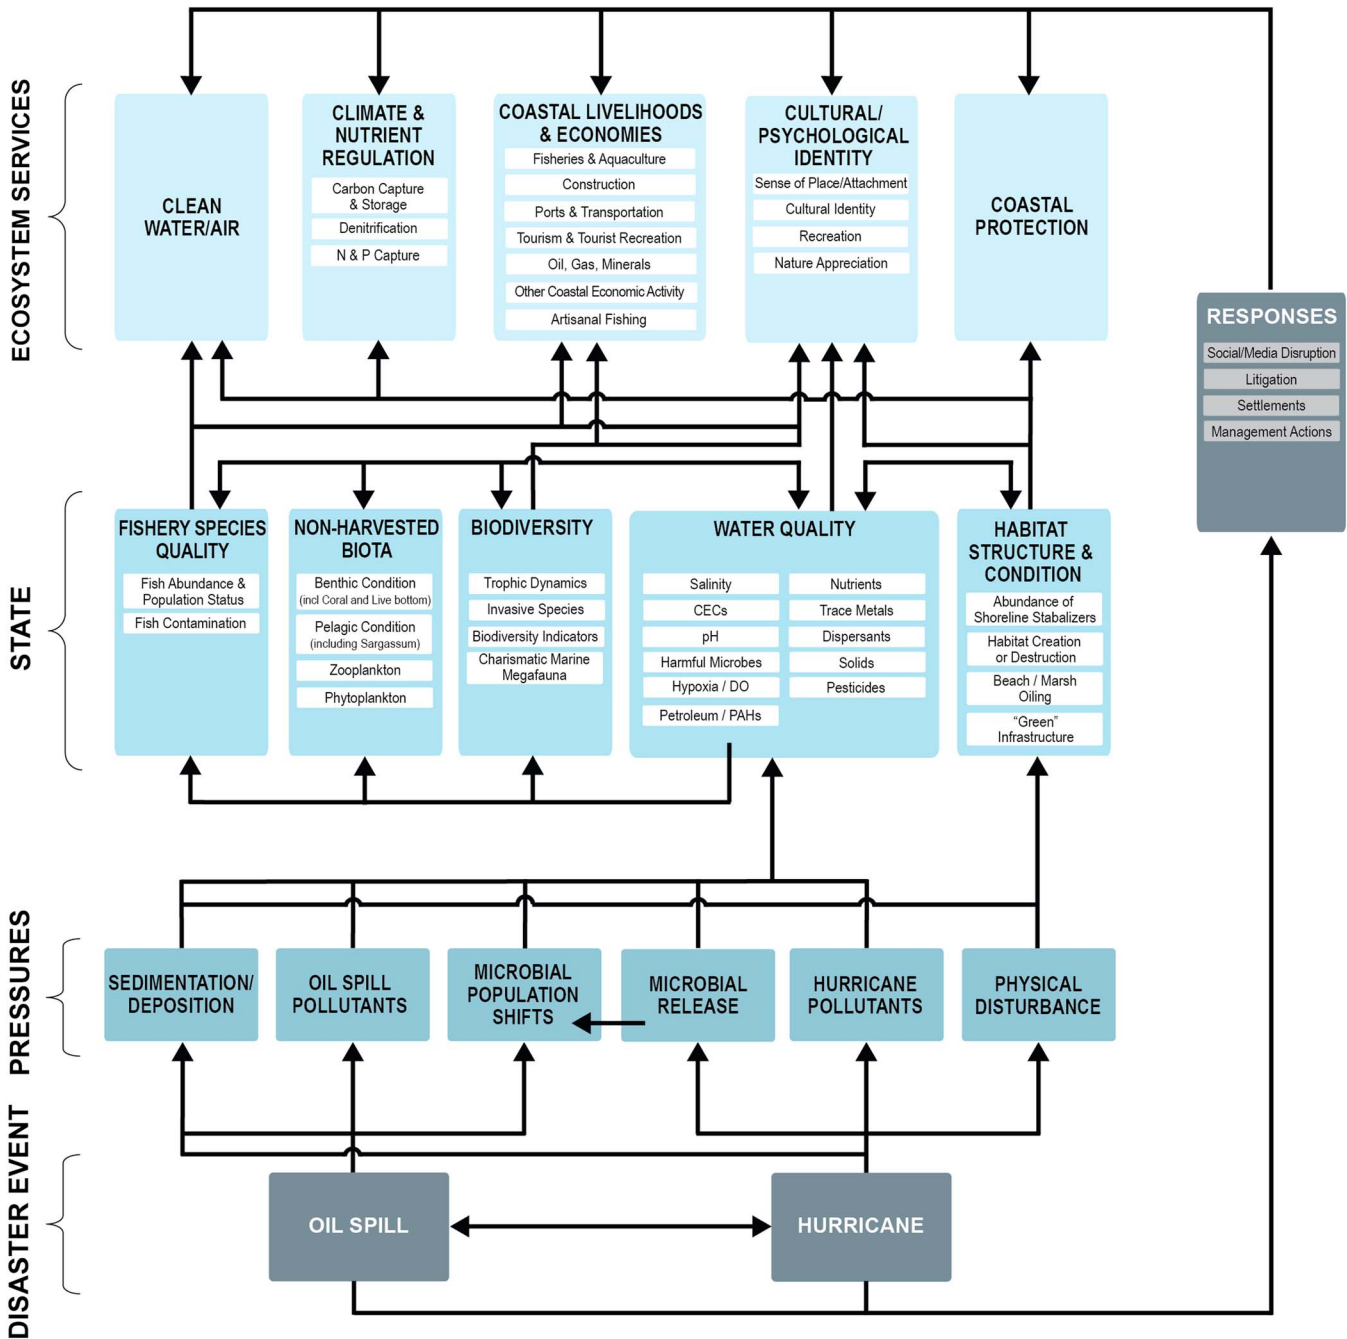 ECOSYSTEM SERVICES
CLEAN
WATER/AIR
CLIMATE &
NUTRIENT
REGULATION
Carbon Capture
& Storage
Denitrification
N & P Capture
COASTAL LIVELIHOODS
& ECONOMIES
Fisheries & Aquaculture
Construction
Ports & Transportation
Tourism & Tourist Recreation
Oil, Gas, Minerals
Other Coastal Economic Activity
Artisanal Fishing
CULTURAL/
PSYCHOLOGICAL
IDENTITY
Sense of Place/Attachment
Cultural Identity
Recreation
Nature Appreciation
COASTAL
PROTECTION
RESPONSES
Social/Media Disruption
Litigation
Settlements
Management Actions
STATE
FISHERY SPECIES
QUALITY
Fish Abundance &
Population Status
Fish Contamination
NON-HARVESTED
BIOTA
Benthic Condition
(incl Coral and Live bottom)
Pelagic Condition
(including Sargassum)
Zooplankton
Phytoplankton
BIODIVERSITY
Trophic Dynamics
Invasive Species
Biodiversity Indicators
Charismatic Marine
Megafauna
WATER QUALITY
Salinity
CECs
pH
Harmful Microbes
Hypoxia / DO
Petroleum / PAHs
Nutrients
Trace Metals
Dispersants
Solids
Pesticides
HABITAT
STRUCTURE &
CONDITION
Abundance of
Shoreline Stabalizers
Habitat Creation
or Destruction
Beach / Marsh
Oiling
“Green”
Infrastructure
PRESSURES
SEDIMENTATION/
DEPOSITION
OIL SPILL
POLLUTANTS
MICROBIAL
POPULATION
SHIFTS
MICROBIAL
RELEASE
HURRICANE
POLLUTANTS
PHYSICAL
DISTURBANCE
DISASTER EVENT
OIL SPILL
HURRICANE